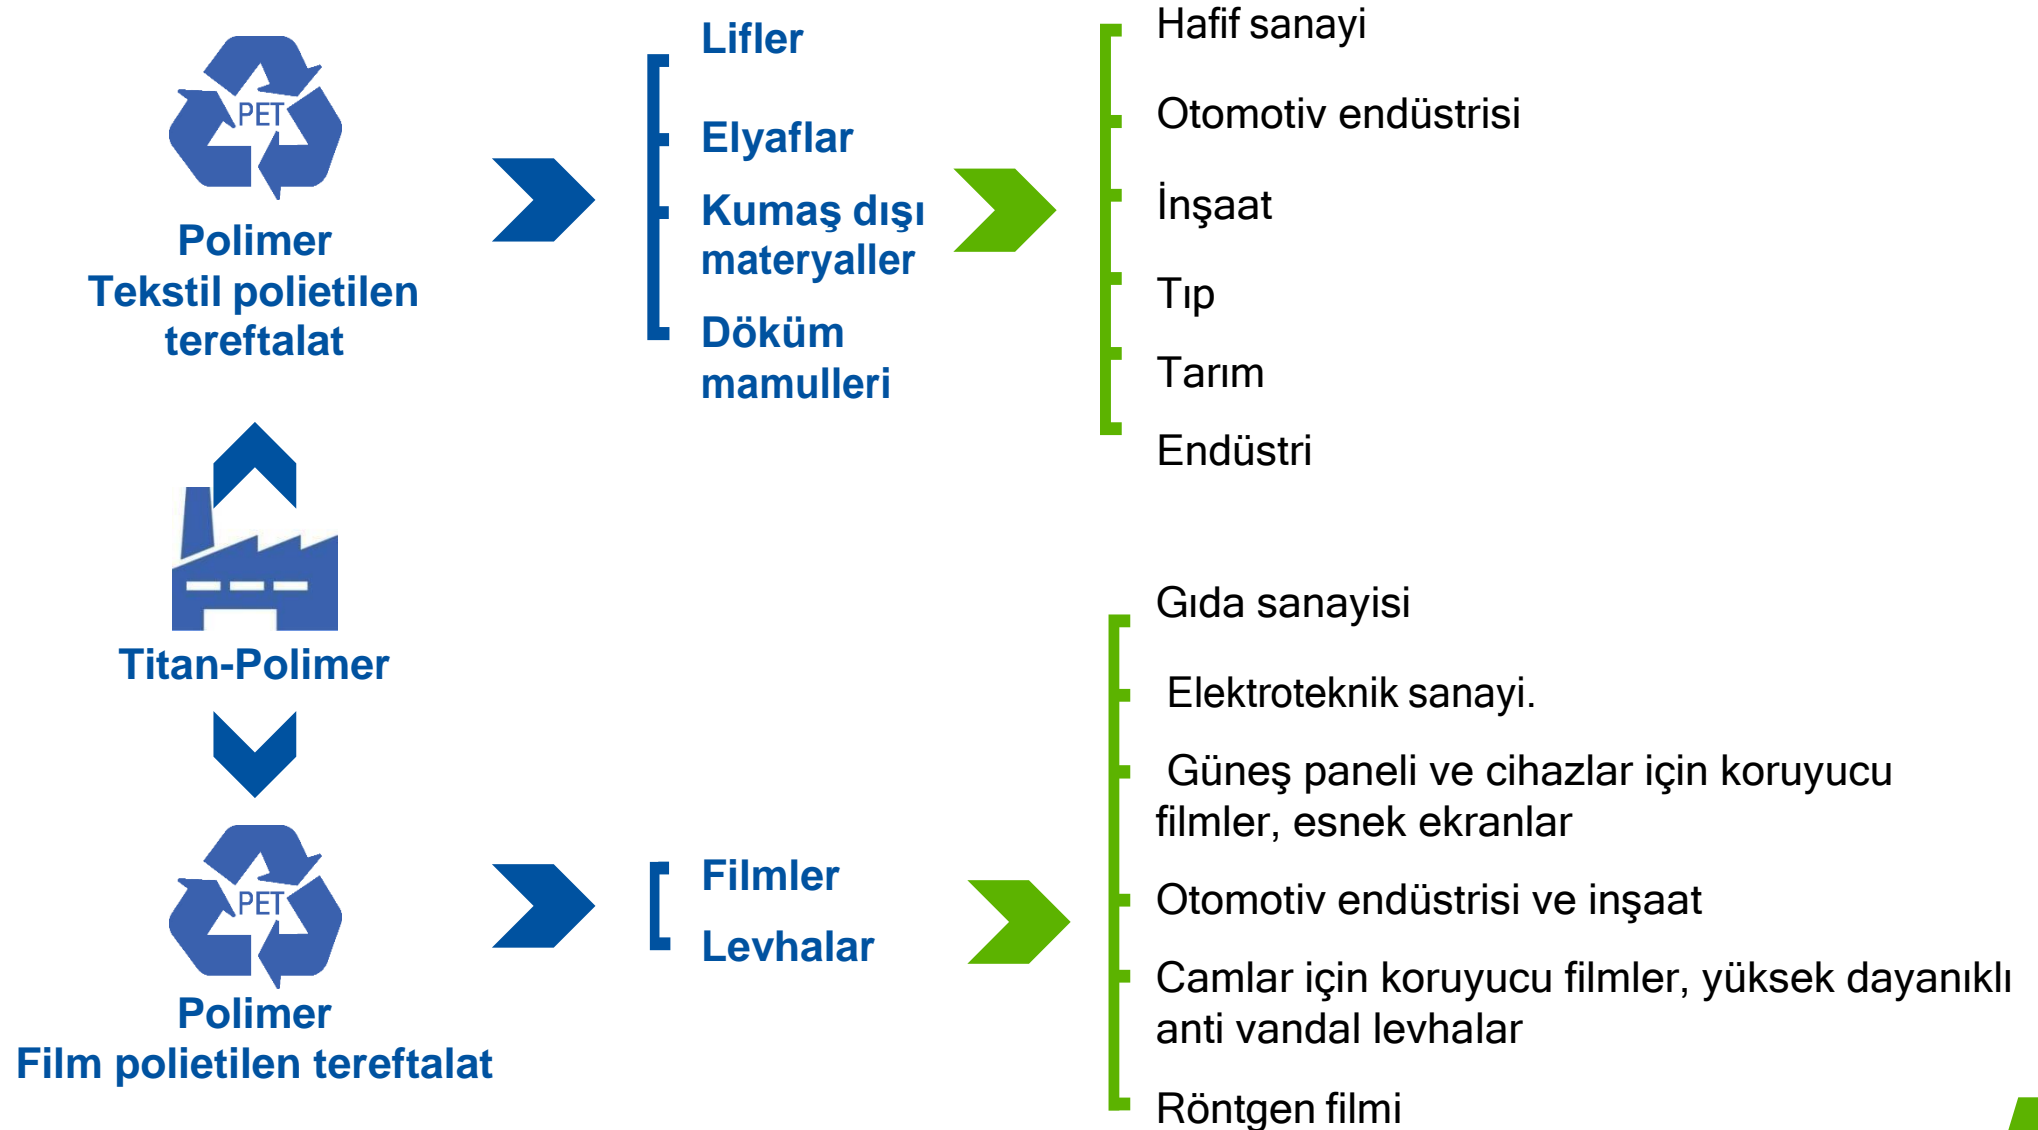 PET
Polimer
Tekstil polietilen
tereftalat
Lifler
Elyaflar
Kumaş dışı
materyaller
Döküm
mamulleri
Hafif sanayi
Otomotiv endüstrisi
İnşaat
Tıp
Tarım
Endüstri
Titan-Polimer
PET
Polimer
Film polietilen tereftalat
Filmler
Levhalar
Gıda sanayisi
Elektroteknik sanayi.
Güneş paneli ve cihazlar için koruyucu
filmler, esnek ekranlar
Otomotiv endüstrisi ve inşaat
Camlar için koruyucu filmler, yüksek dayanıklı
anti vandal levhalar
Röntgen filmi